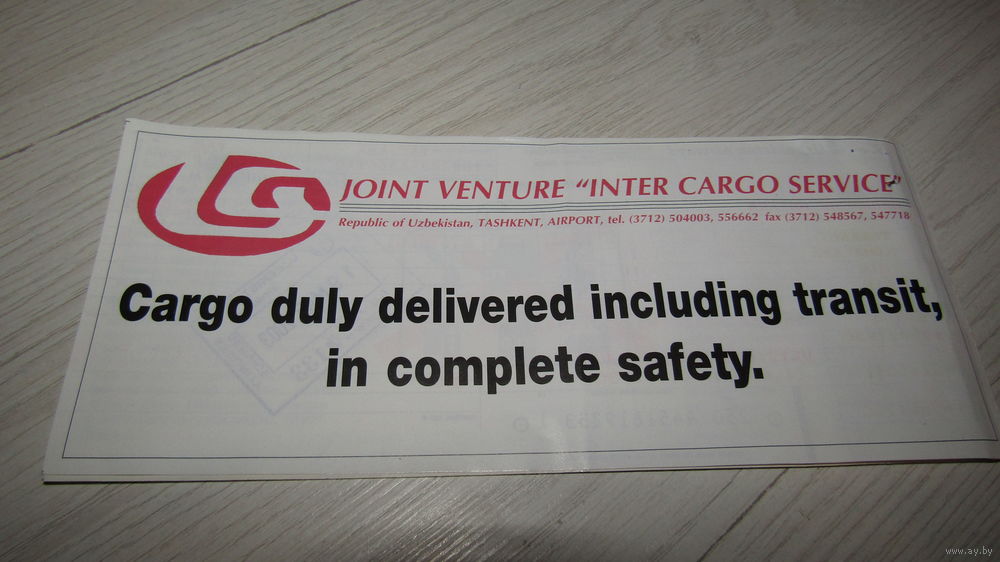 JOINT VENTURE “INTER CARGO SERVICE”
Republic of Uzbekistan, TASHKENT, AIRPORT, tel. (3712) 504003, 556662 fax (3712) 548567, 547718
Cargo duly delivered including transit,
in complete safety.
www.ay.by